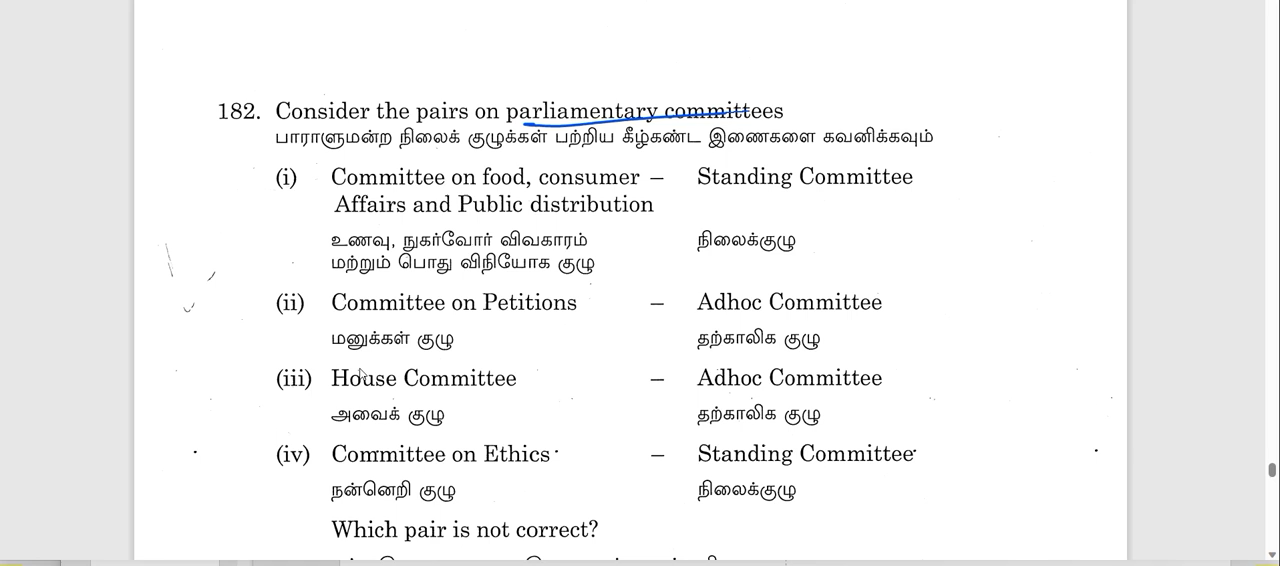 182. Consider the pairs on parliamentary committees
பாராளுமன்ற நிலைக் குழுக்கள் பற்றிய கீழ்கண்ட இணைகளை கவனிக்கவும்
(i) Committee on food, consumer – Standing Committee
Affairs and Public distribution
உணவு, நுகர்வோர் விவகாரம் நிலைக்குழு
மற்றும் பொது விநியோக குழு
(ii) Committee on Petitions – Adhoc Committee
மனுக்கள் குழு தற்காலிக குழு
(iii) House Committee – Adhoc Committee
அவைக் குழு தற்காலிக குழு
(iv) Committee on Ethics – Standing Committee
நன்னெறி குழு நிலைக்குழு
Which pair is not correct?